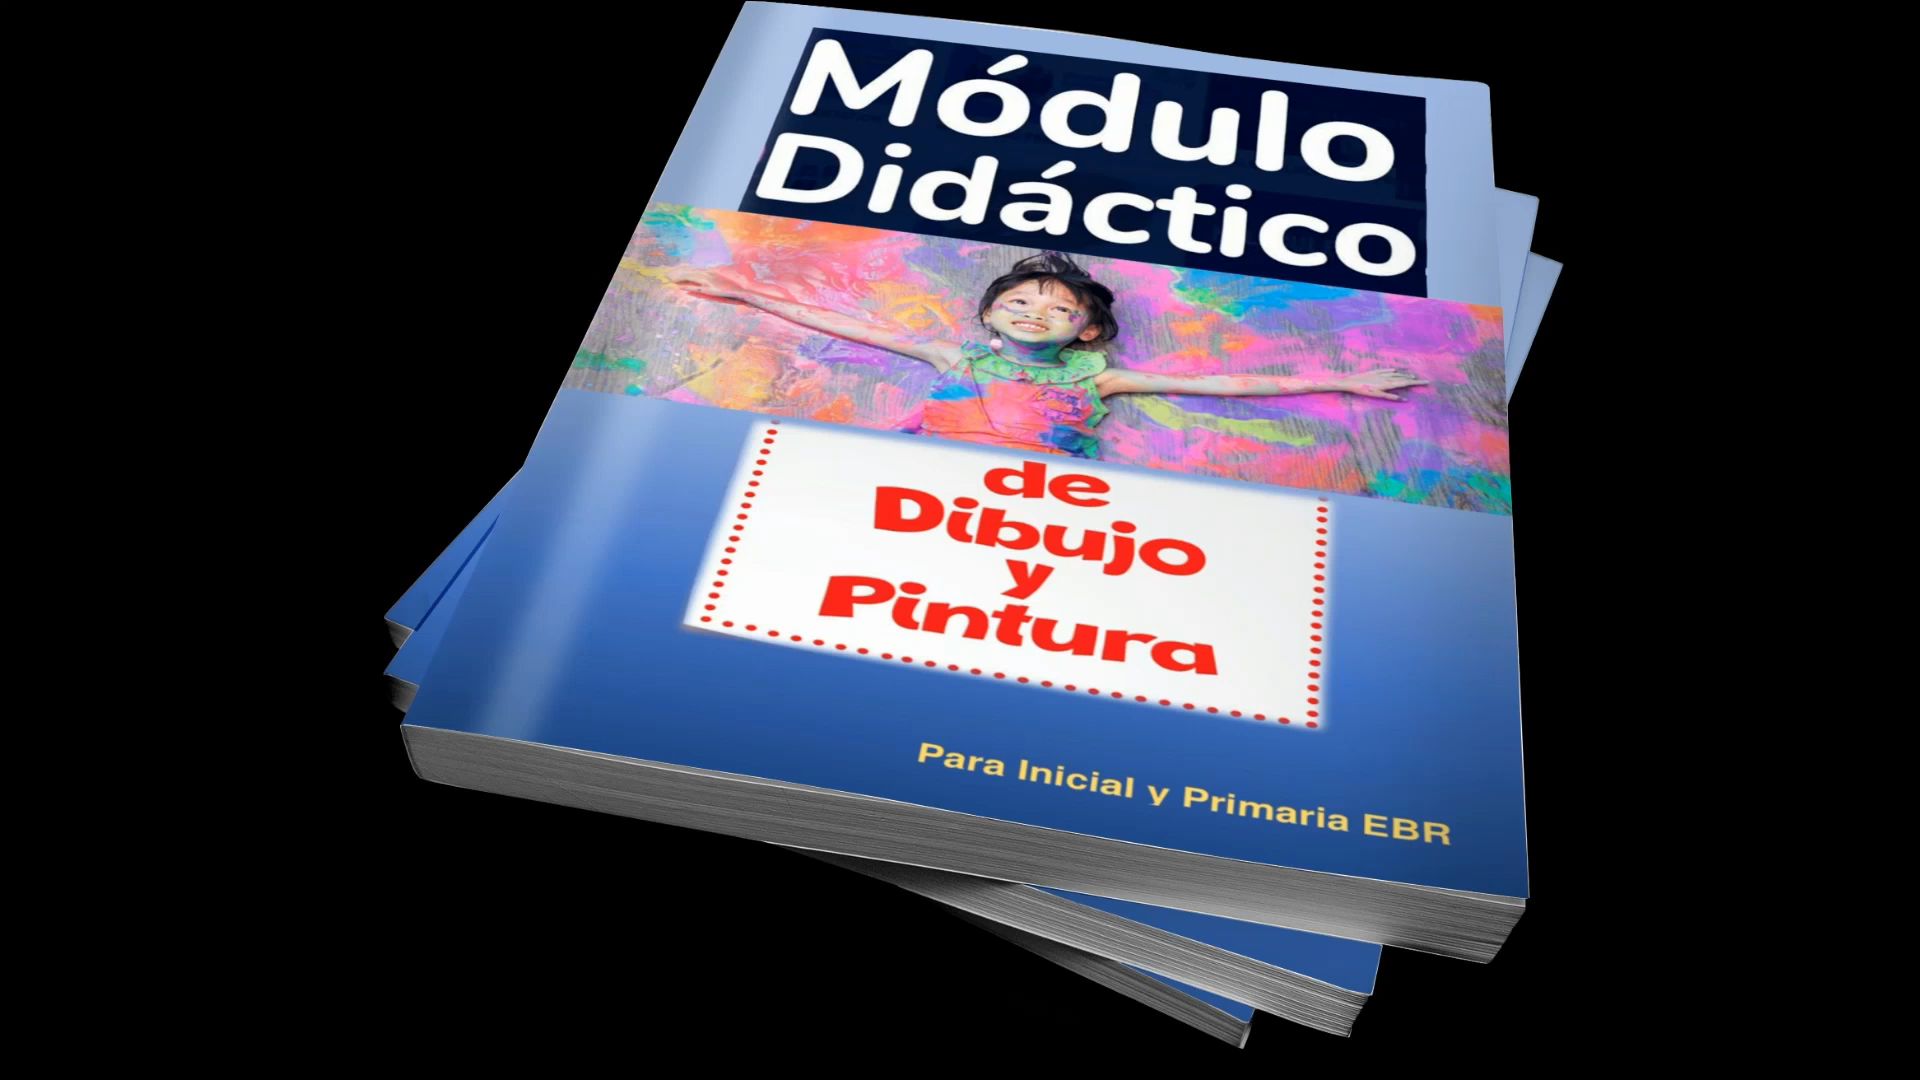 Módulo
Didáctico
de
Dibujo
y
Pintura
Para Inicial y Primaria EBR